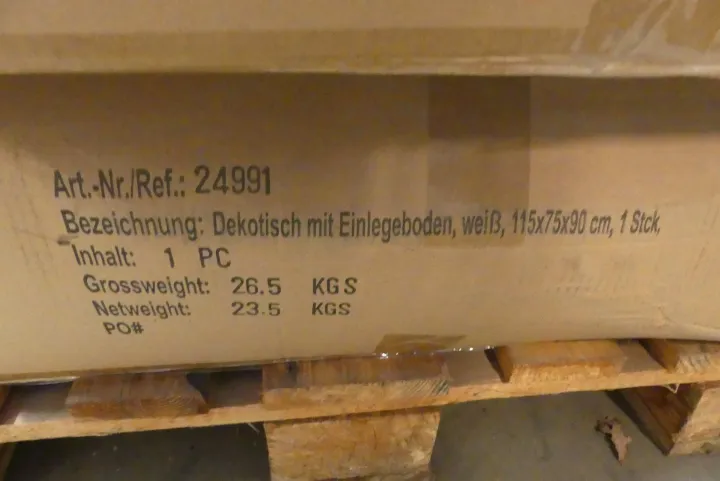 Art.-Nr./Ref.: 24991
Bezeichnung: Dekotisch mit Einlegeboden, weiß, 115x75x90 cm, 1 Stck,
Inhalt: 1 PC
Grossweight: 26.5 KGS
Netweight: 23.5 KGS
PO#